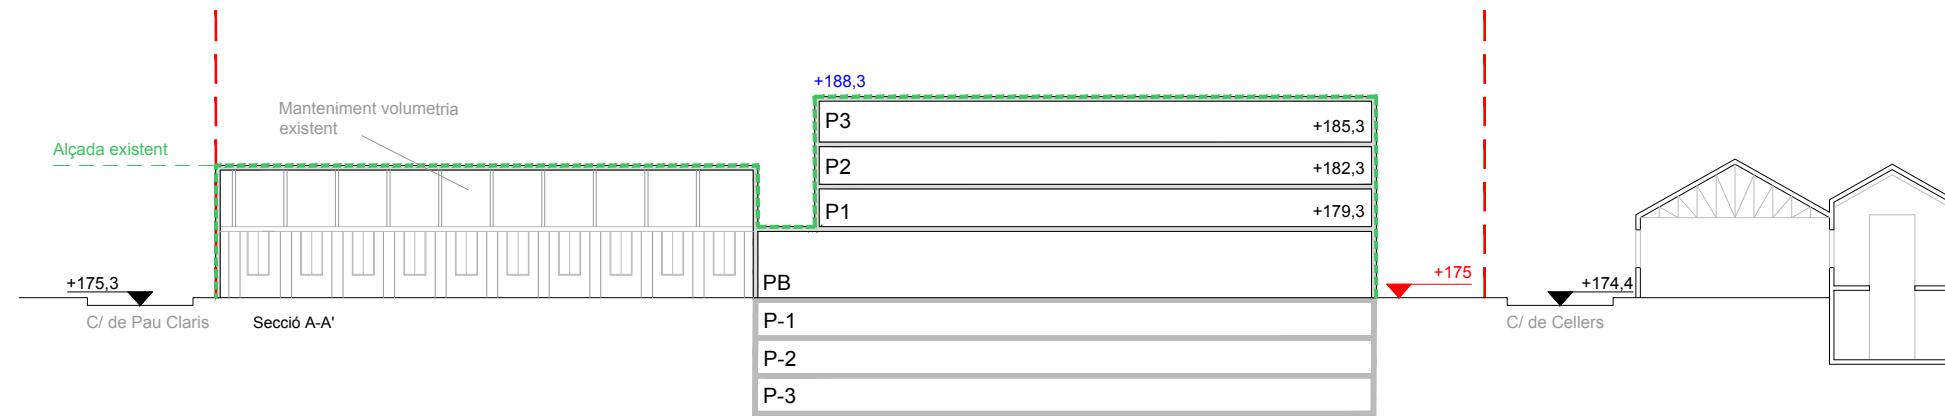 +188,3
Manteniment volumetria
existent
P3
+185,3
Alçada existent
P2
+182,3
P1
+179,3
+175,3
PB
+175
+174,4
C/ de Pau Claris
Secció A-A'
P-1
C/ de Cellers
P-2
P-3